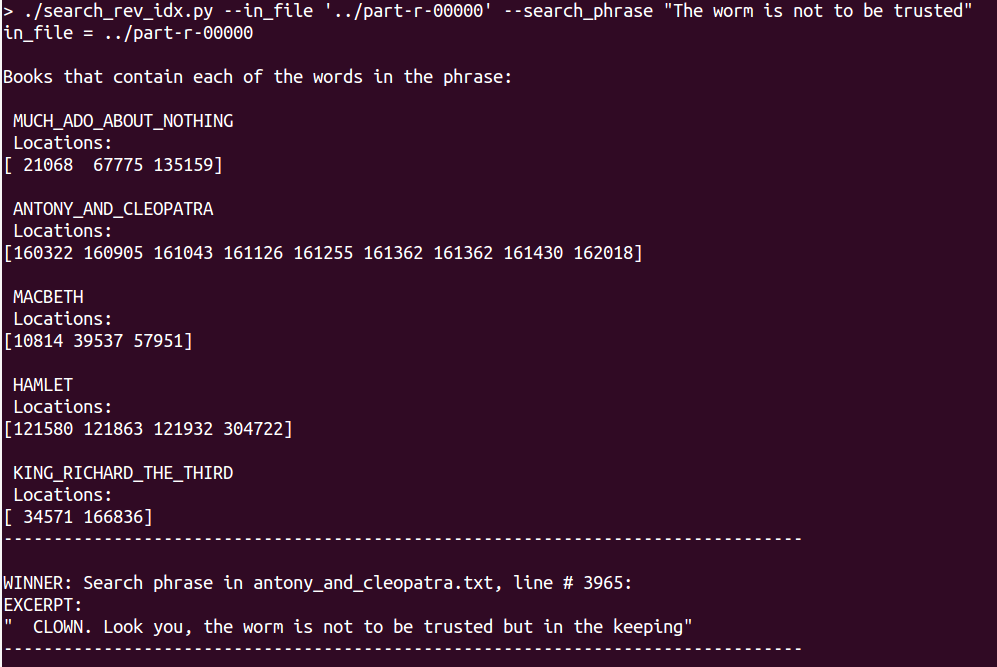 > ./search_rev_idx.py --in_file '../part-r-00000' --search_phrase "The worm is not to be trusted"
in_file = ../part-r-00000
Books that contain each of the words in the phrase:
MUCH_ADO_ABOUT_NOTHING
Locations:
[ 21068  67775 135159]
ANTONY_AND_CLEOPATRA
Locations:
[160322 160905 161043 161126 161255 161362 161362 161430 162018]
MACBETH
Locations:
[10814 39537 57951]
HAMLET
Locations:
[121580 121863 121932 304722]
KING_RICHARD_THE_THIRD
Locations:
[ 34571 166836]
--------------------------------------------------------------------------------
WINNER: Search phrase in antony_and_cleopatra.txt, line # 3965:
EXCERPT:
"  CLOWN. Look you, the worm is not to be trusted but in the keeping"
--------------------------------------------------------------------------------